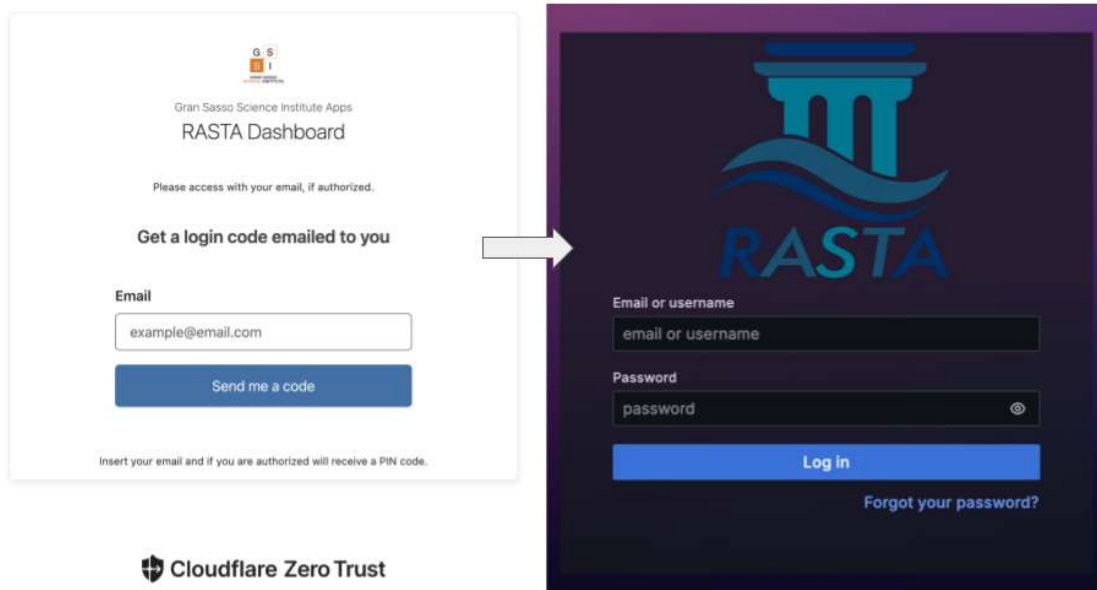 G S
S I
Gran Sasso Science Institute Apps
RASTA Dashboard
Please access with your email, if authorized.
Get a login code emailed to you
Email
example@email.com
Send me a code
Insert your email and if you are authorized will receive a PIN code.
Cloudflare Zero Trust
RASTA
Email or username
email or username
Password
password
Log in
Forgot your password?